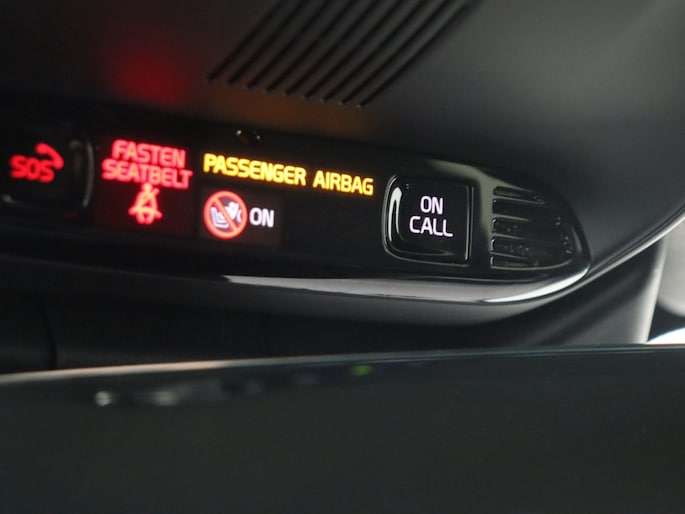 SOS
FASTEN
SEATBELT
PASSENGER AIRBAG
ON
ON
CALL